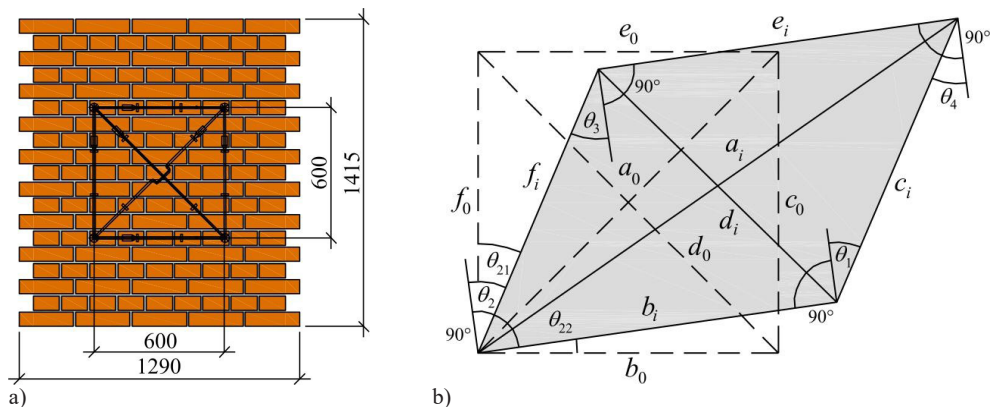 600
1415
600
1290
a)
e₀
eᵢ
90°
90°
θ₄
θ₃
a₀
aᵢ
fᵢ
cᵢ
f₀
c₀
dᵢ
d₀
θ₂₁
θ₁
θ₂
90°
θ₂₂
bᵢ
90°
b₀
b)